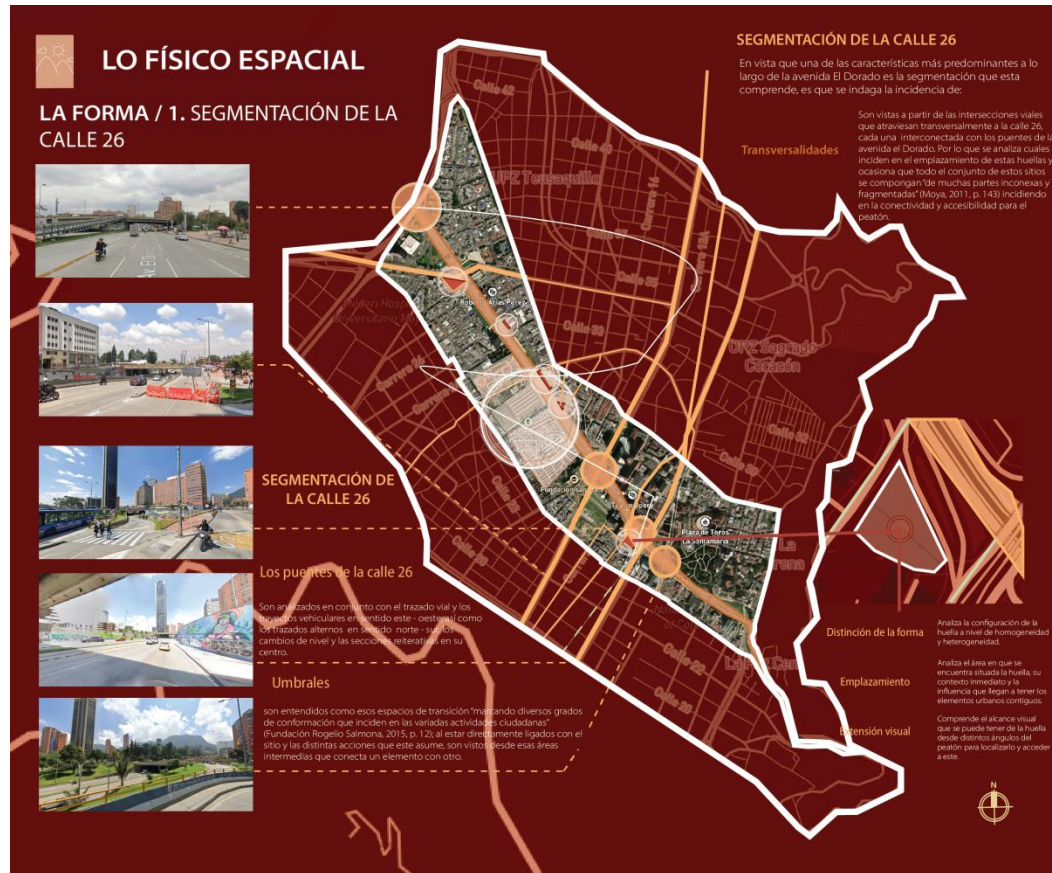 LO FÍSICO ESPACIAL
LA FORMA / 1. SEGMENTACIÓN DE LA
CALLE 26
SEGMENTACIÓN DE LA CALLE 26
En vista que una de las características más predominantes a lo
largo de la avenida El Dorado es la segmentación que esta
comprende, es que se indaga la incidencia de:
Transversalidades
Son vistas a partir de las intersecciones viales
que atraviesan transversalmente a la calle 26,
cada una interconectada con los puentes de la
avenida el Dorado. Por lo que se analiza cuales
inciden en el emplazamiento de estas huellas y
ocasiona que todo el conjunto de estos sitios
se compongan "de muchas partes inconexas y
fragmentadas" (Moya, 2011, p. 143) incidiendo
en la conectividad y accesibilidad para el
peatón.
Calle 42
UPZ Teusaquillo
Carrera 16
Carrera 13A
Calle 35
Calle 33
UPZ Sagrado
Corazón
Plaza de Toros
La Santamaría
Calle 22
Calle 20
SEGMENTACIÓN DE
LA CALLE 26
Los puentes de la calle 26
Son analizados en conjunto con el trazado vial y los
trayectos vehiculares en sentido este - oeste así como
los trazados alternos en sentido norte - sur, los
cambios de nivel y las secciones reiterativas en su
centro.
Umbrales
son entendidos como esos espacios de transición "marcando diversos grados
de conformación que inciden en las variadas actividades ciudadanas"
(Fundación Rogelio Salmona, 2015, p. 12); al estar directamente ligados con el
sitio y las distintas acciones que este asume, son vistos desde esas áreas
intermedias que conecta un elemento con otro.
Distinción de la forma
Analiza la configuración de la
huella a nivel de homogeneidad
y heterogeneidad.
Emplazamiento
Analiza el área en que se
encuentra situada la huella, su
contexto inmediato y la
influencia que llegan a tener los
elementos urbanos contiguos.
Extensión visual
Comprende el alcance visual
que se puede tener de la huella
desde distintos ángulos del
peatón para localizarlo y acceder
a este.
N